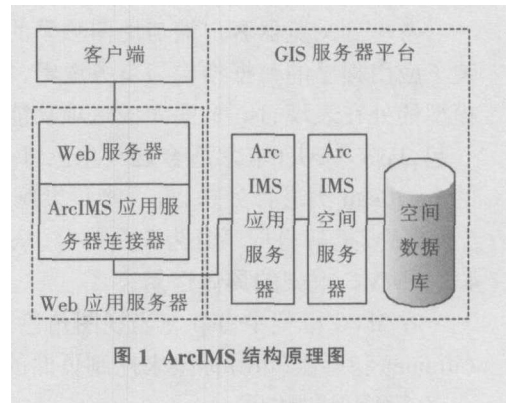 客户端
GIS 服务器平台
Web 服务器
ArcIMS 应用服
务器连接器
Web 应用服务器
Arc
IMS
应用
服务
器
Arc
IMS
空间
服务
器
空间
数据
库
图 1 ArcIMS 结构原理图